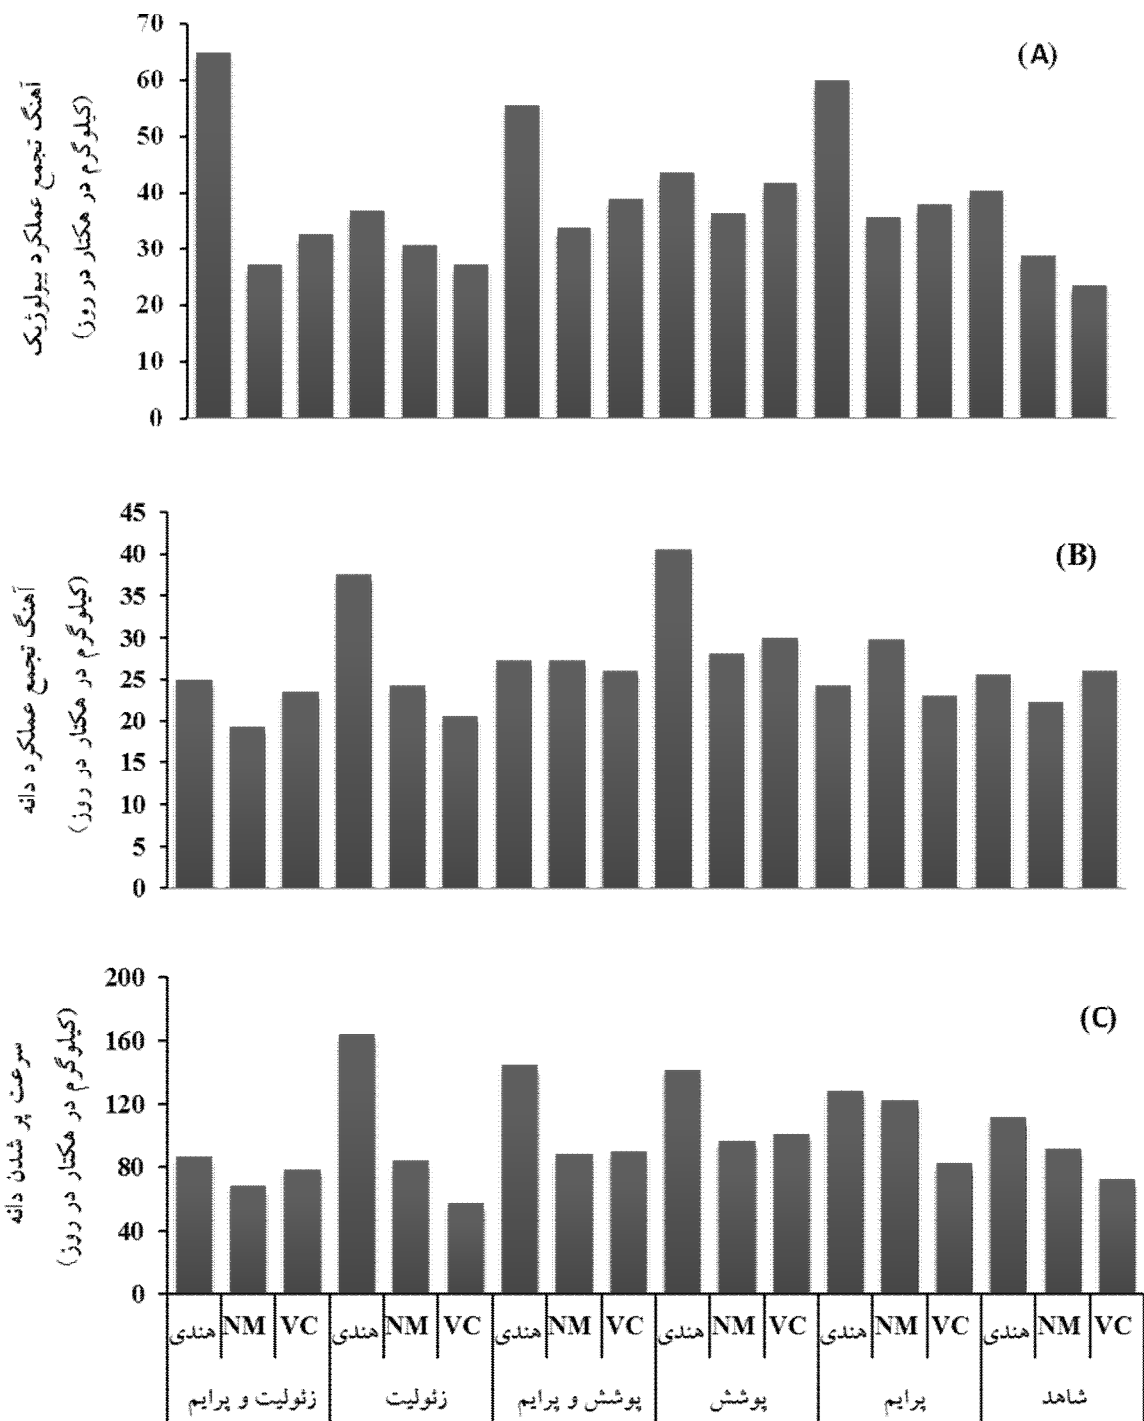 (A)
آهنگ تجمع عملکرد بیولوژیک
(کیلوگرم در هکتار در روز)
70
60
50
40
30
20
10
0
(B)
آهنگ تجمع عملکرد دانه
(کیلوگرم در هکتار در روز)
45
40
35
30
25
20
15
10
5
0
(C)
سرعت پر شدن دانه
(کیلوگرم در هکتار در روز)
200
160
120
80
40
0
هندی NM VC هندی NM VC هندی NM VC هندی NM VC هندی NM VC هندی NM VC
زئولیت و پرایم زئولیت پوشش و پرایم پوشش پرایم شاهد